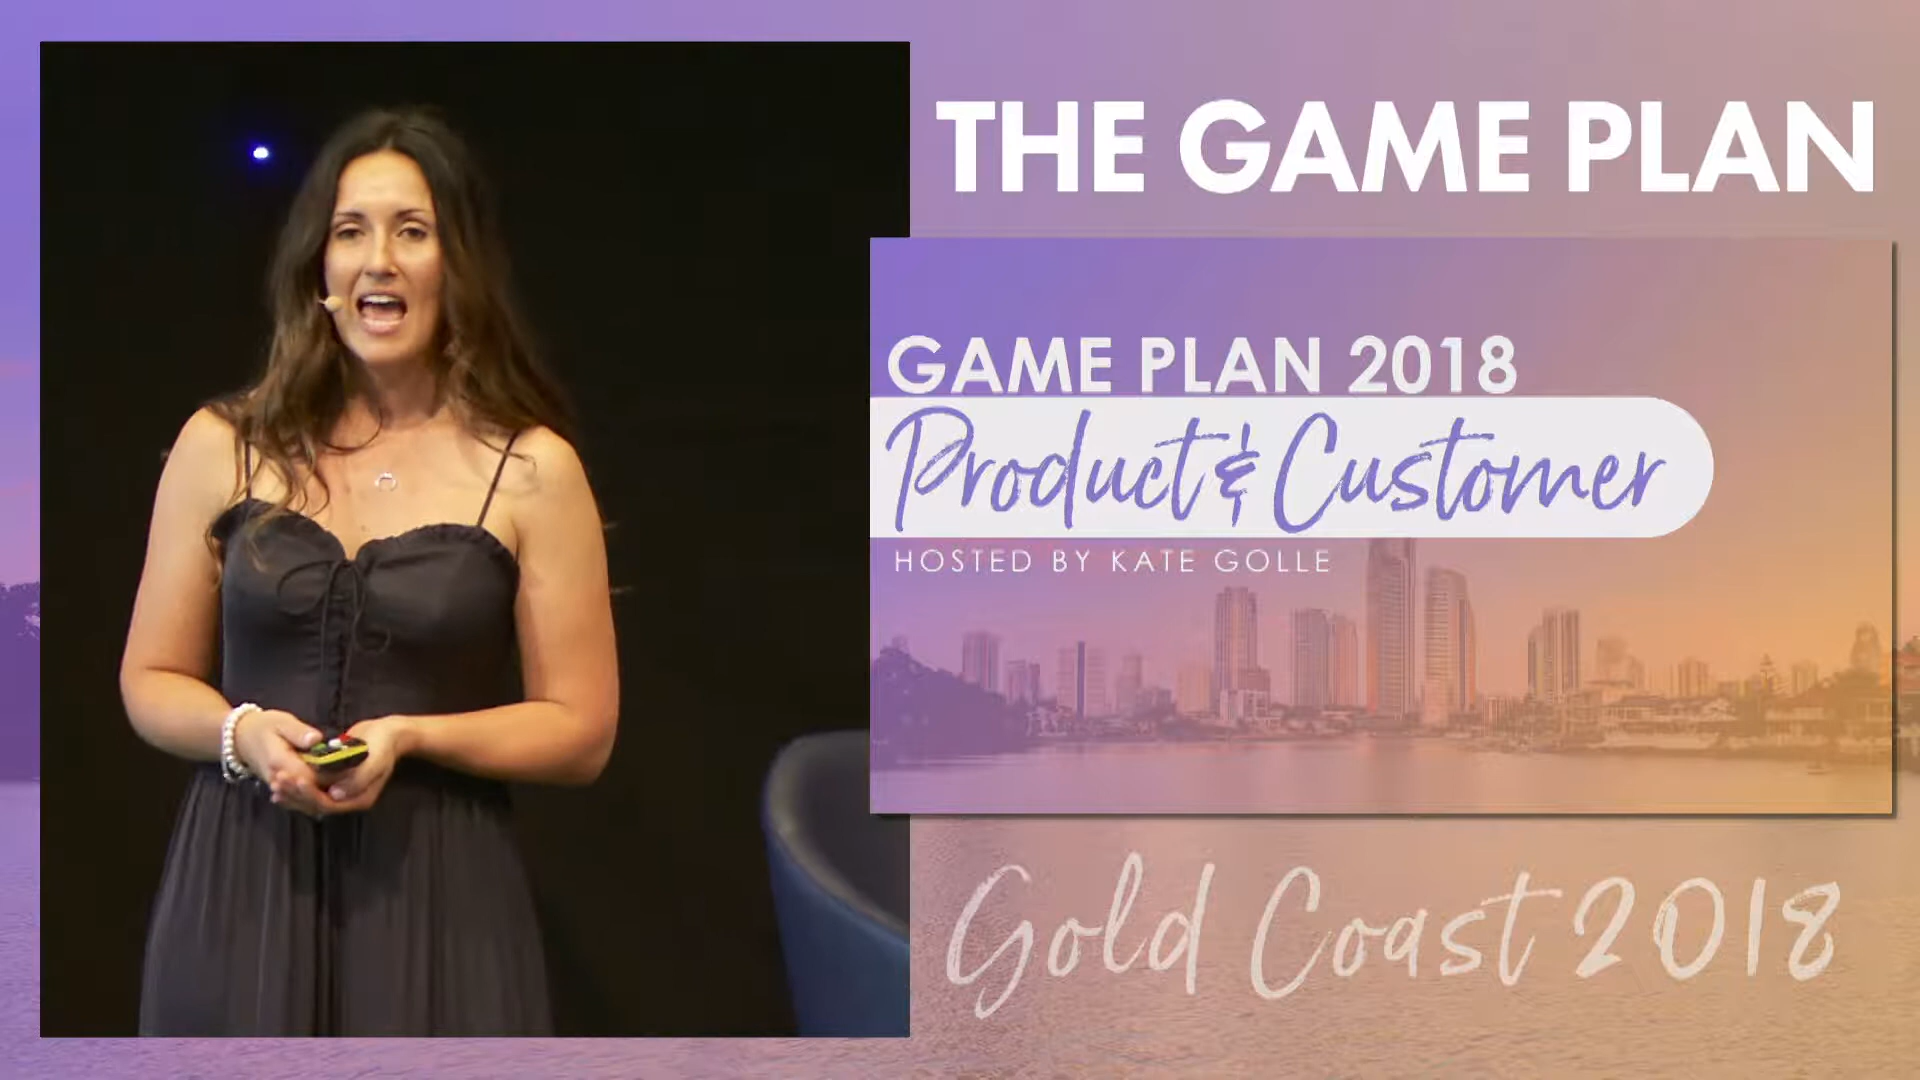 THE GAME PLAN
GAME PLAN 2018
Product & Customer
HOSTED BY KATE GOLLE
Gold Coast 2018